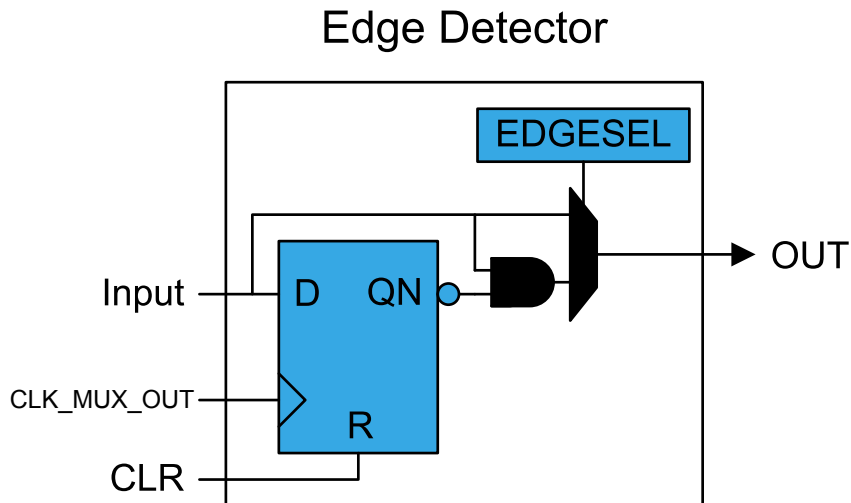 Edge Detector
EDGESEL
OUT
Input
D QN
CLK_MUX_OUT
R
CLR